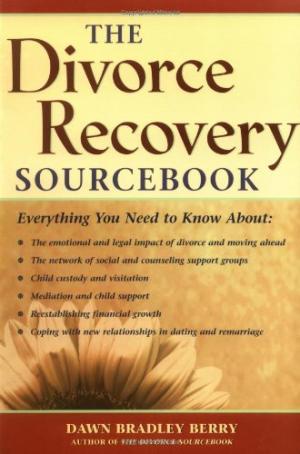 THE
Divorce
Recovery
SOURCEBOOK
Everything You Need to Know About:
The emotional and legal impact of divorce and moving ahead
The network of social and counseling support groups
Child custody and visitation
Mediation and child support
Reestablishing financial growth
Coping with new relationships in dating and remarriage
DAWN BRADLEY BERRY
AUTHOR OF THE DIVORCE SOURCEBOOK